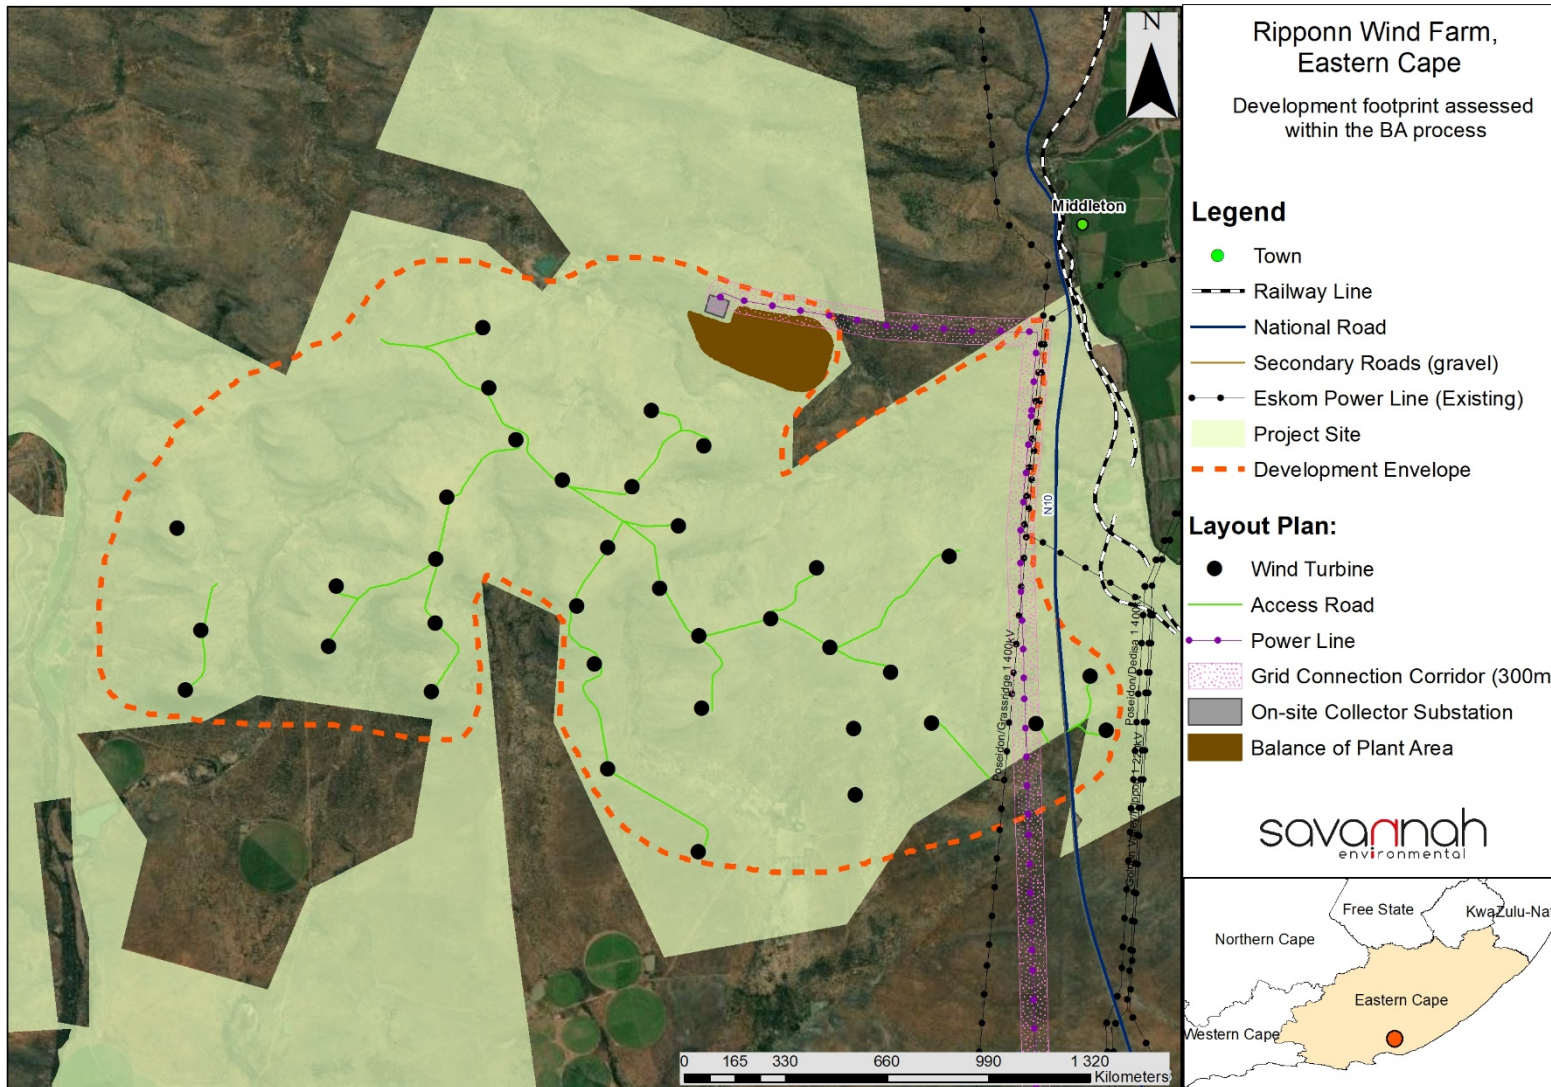 Ripponn Wind Farm,
Eastern Cape
Development footprint assessed
within the BA process
Legend
Town
Railway Line
National Road
Secondary Roads (gravel)
Eskom Power Line (Existing)
Project Site
Development Envelope
Layout Plan:
Wind Turbine
Access Road
Power Line
Grid Connection Corridor (300m
On-site Collector Substation
Balance of Plant Area
savannah
environmental
N
Middleton
N10
Poseidon/Grassridge 1 400kV
Poseidon/Dedisa 1 400kV
0 165 330 660 990 1 320
Kilometers
Free State
KwaZulu-Na
Northern Cape
Eastern Cape
Western Cape